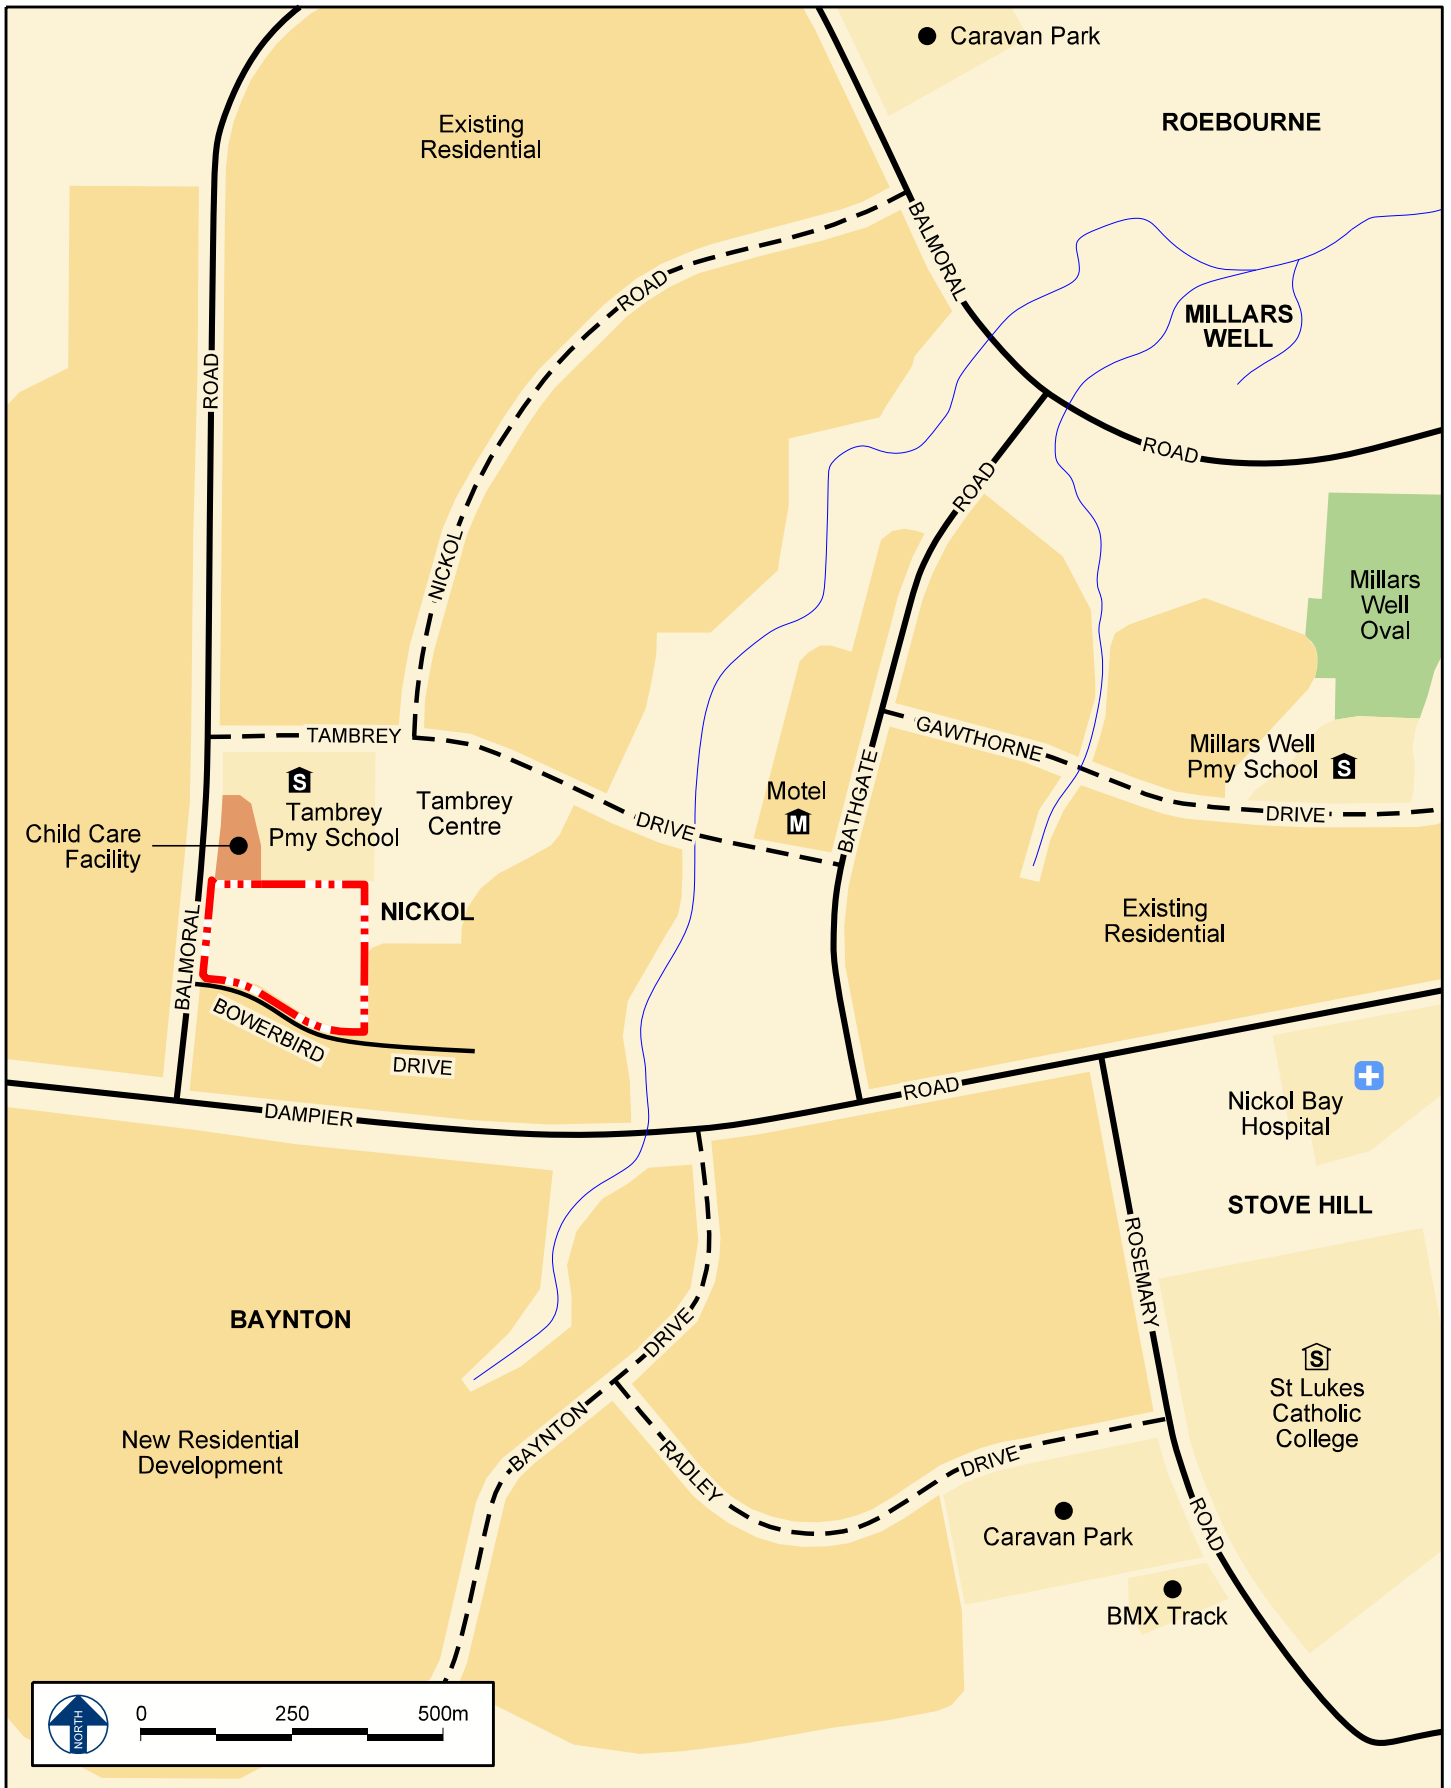 Caravan Park
Existing
Residential
ROEBOURNE
BALMORAL
ROAD
ROAD
MILLARS
WELL
ROAD
ROAD
NICKOL
Millars
Well
Oval
TAMBREY
GAWTHORNE
Millars Well
Pmy School
S
S
Tambrey
Pmy School
Tambrey
Centre
Motel
M
DRIVE
BATHGATE
DRIVE
Child Care
Facility
NICKOL
Existing
Residential
BALMORAL
BOWERBIRD
DRIVE
DAMPIER
ROAD
Nickol Bay
Hospital
STOVE HILL
ROSEMARY
BAYNTON
DRIVE
S
St Lukes
Catholic
College
New Residential
Development
BAYNTON
RADLEY
DRIVE
ROAD
Caravan Park
BMX Track
NORTH
0 250 500m